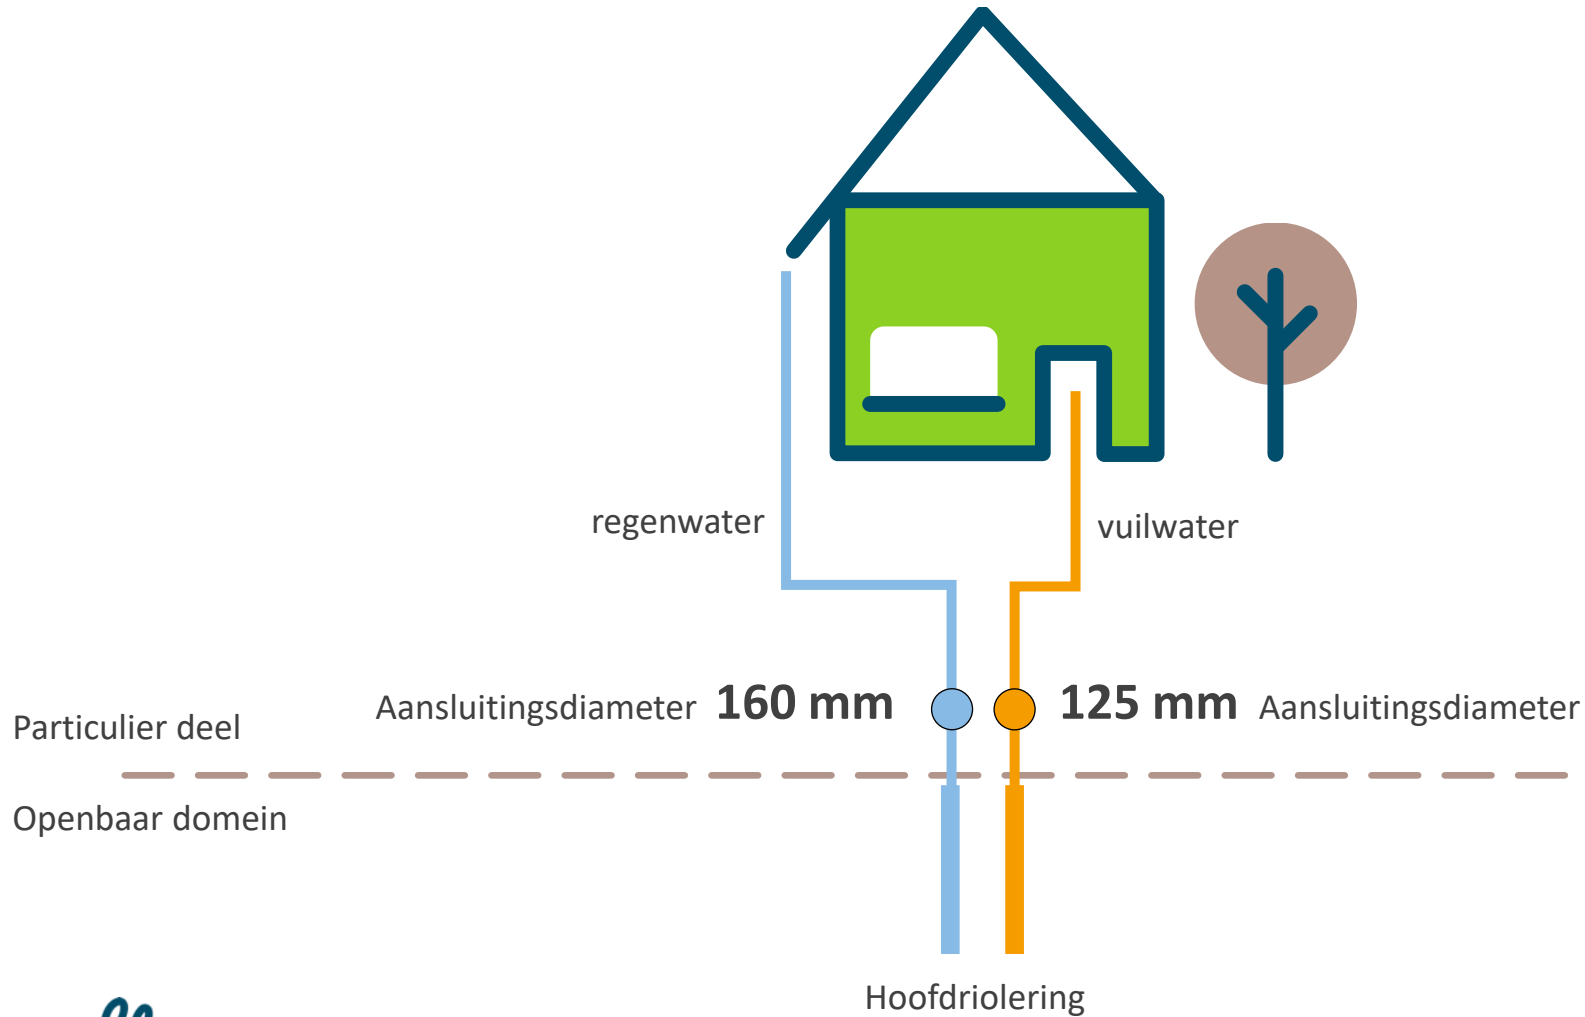 regenwater
vuilwater
Aansluitingsdiameter 160 mm
125 mm Aansluitingsdiameter
Particulier deel
Openbaar domein
Hoofdriolering